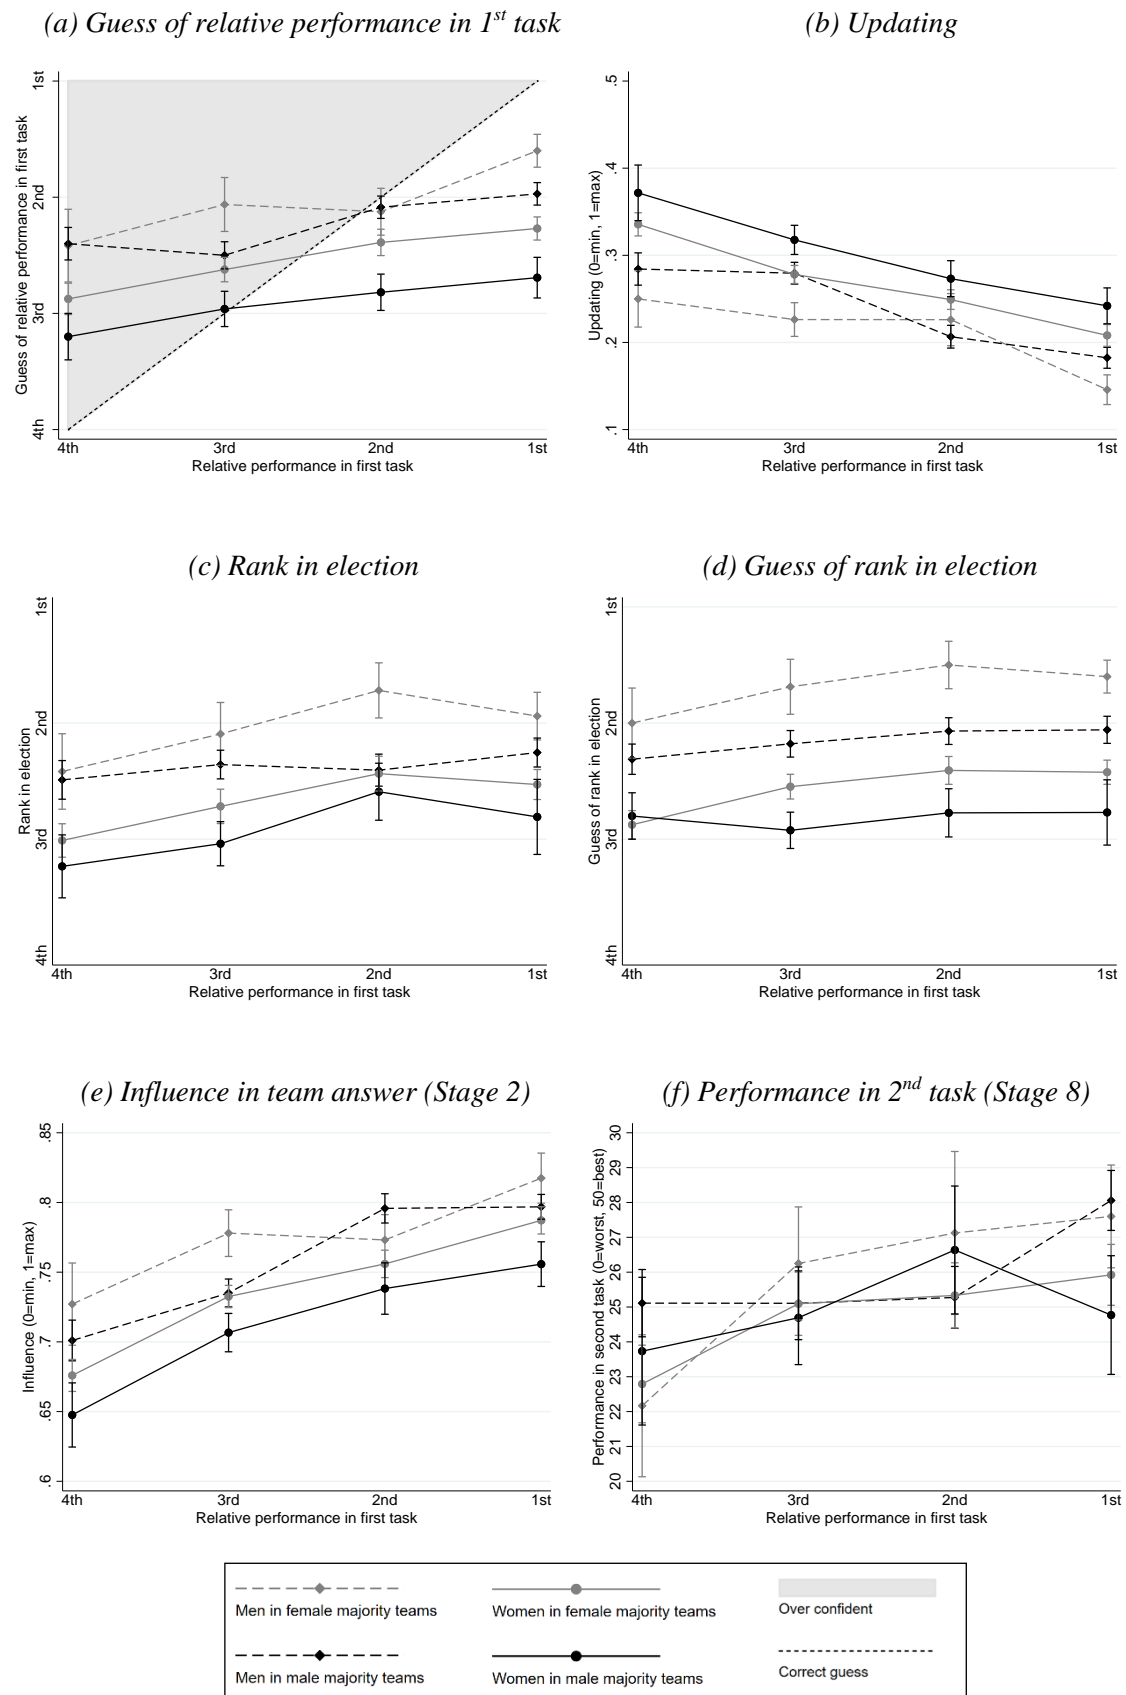 (a) Guess of relative performance in 1st task
Guess of relative performance in first task
1st
2nd
3rd
4th
4th 3rd 2nd 1st
Relative performance in first task
(b) Updating
Updating (0=min, 1=max)
.5
.4
.3
.2
.1
4th 3rd 2nd 1st
Relative performance in first task
(c) Rank in election
Rank in election
1st
2nd
3rd
4th
4th 3rd 2nd 1st
Relative performance in first task
(d) Guess of rank in election
Guess of rank in election
1st
2nd
3rd
4th
4th 3rd 2nd 1st
Relative performance in first task
(e) Influence in team answer (Stage 2)
Influence (0=min, 1=max)
.85
.8
.75
.7
.65
.6
4th 3rd 2nd 1st
Relative performance in first task
(f) Performance in 2nd task (Stage 8)
Performance in second task (0=worst, 50=best)
30
29
28
27
26
25
24
23
22
21
20
4th 3rd 2nd 1st
Relative performance in first task
Men in female majority teams
Women in female majority teams
Over confident
Men in male majority teams
Women in male majority teams
Correct guess